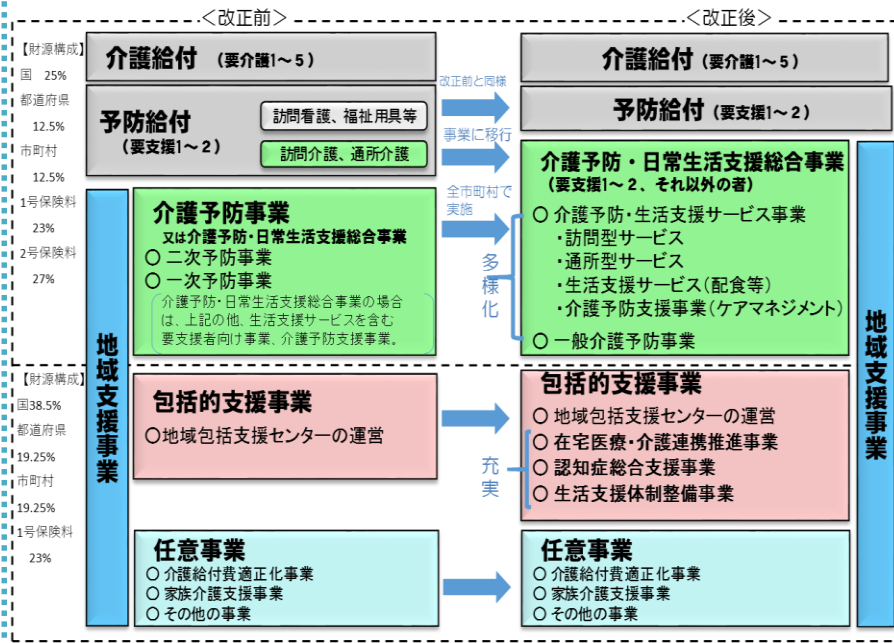 ＜改正前＞
＜改正後＞
【財源構成】
国 25%
都道府県
12.5%
市町村
12.5%
1号保険料
23%
2号保険料
27%
介護給付 （要介護1～5）
予防給付
（要支援1～2）
訪問看護、福祉用具等
訪問介護、通所介護
改正前と同様
事業に移行
全市町村で
実施
多様化
介護給付（要介護1～5）
予防給付（要支援1～2）
地域支援事業
介護予防事業
又は介護予防・日常生活支援総合事業
○ 二次予防事業
○ 一次予防事業
介護予防・日常生活支援総合事業の場合
は、上記の他、生活支援サービスを含む
要支援者向け事業、介護予防支援事業。
介護予防・日常生活支援総合事業
（要支援1～2、それ以外の者）
○ 介護予防・生活支援サービス事業
・訪問型サービス
・通所型サービス
・生活支援サービス（配食等）
・介護予防支援事業（ケアマネジメント）
○ 一般介護予防事業
地域支援事業
【財源構成】
国38.5%
都道府県
19.25%
市町村
19.25%
1号保険料
23%
包括的支援事業
○地域包括支援センターの運営
充実
包括的支援事業
○ 地域包括支援センターの運営
○ 在宅医療・介護連携推進事業
○ 認知症総合支援事業
○ 生活支援体制整備事業
任意事業
○ 介護給付費適正化事業
○ 家族介護支援事業
○ その他の事業
任意事業
○ 介護給付費適正化事業
○ 家族介護支援事業
○ その他の事業